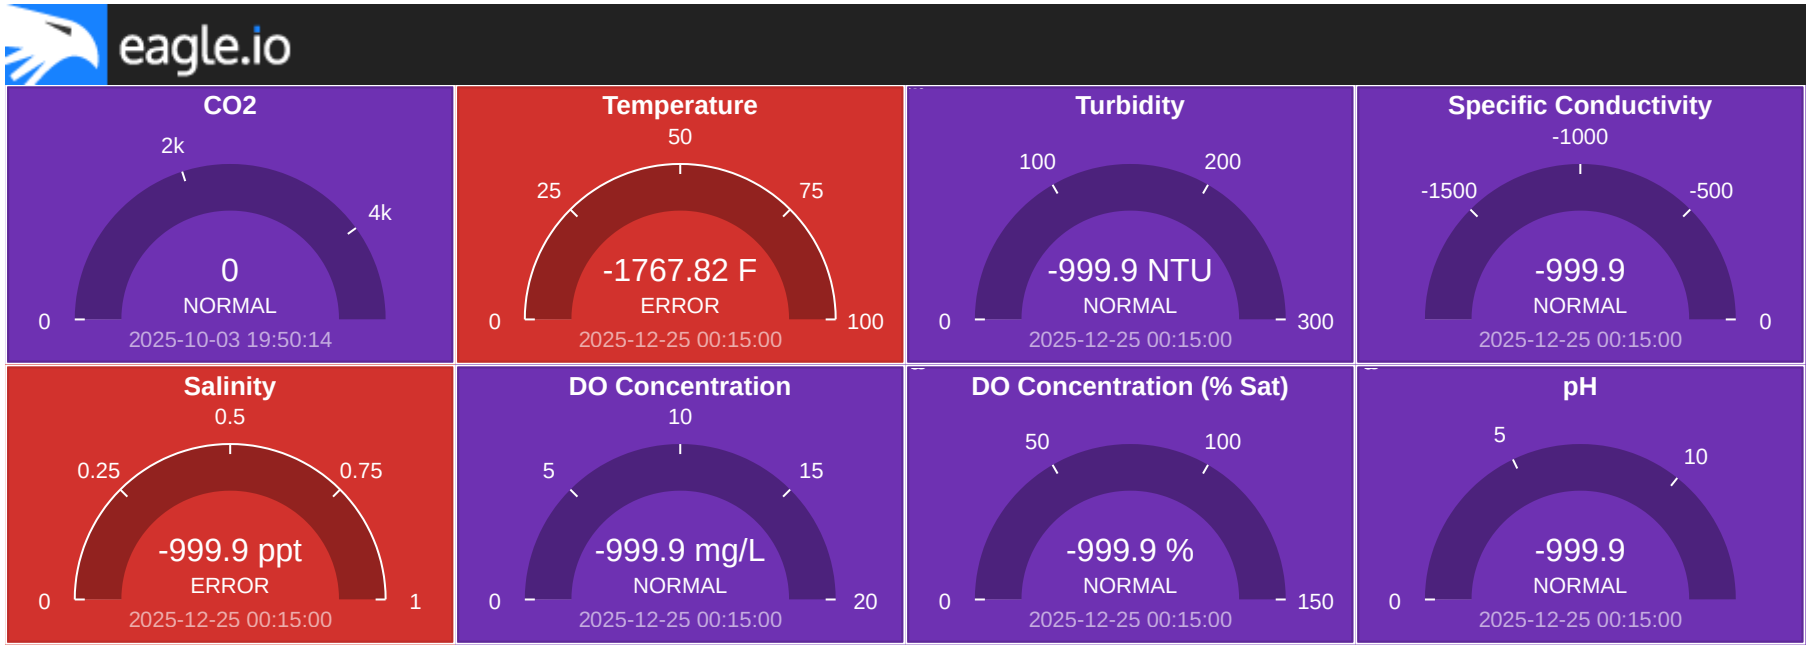 eagle.io
CO2
2k
4k
0
NORMAL
0
2025-10-03 19:50:14
Temperature
50
25
75
-1767.82 F
ERROR
0
100
2025-12-25 00:15:00
Turbidity
100
200
-999.9 NTU
NORMAL
0
300
2025-12-25 00:15:00
Specific Conductivity
-1000
-1500
-500
-999.9
NORMAL
0
2025-12-25 00:15:00
Salinity
0.5
0.25
0.75
-999.9 ppt
ERROR
0
1
2025-12-25 00:15:00
DO Concentration
10
5
15
-999.9 mg/L
NORMAL
0
20
2025-12-25 00:15:00
DO Concentration (% Sat)
50
100
-999.9 %
NORMAL
0
150
2025-12-25 00:15:00
pH
5
10
-999.9
NORMAL
0
2025-12-25 00:15:00